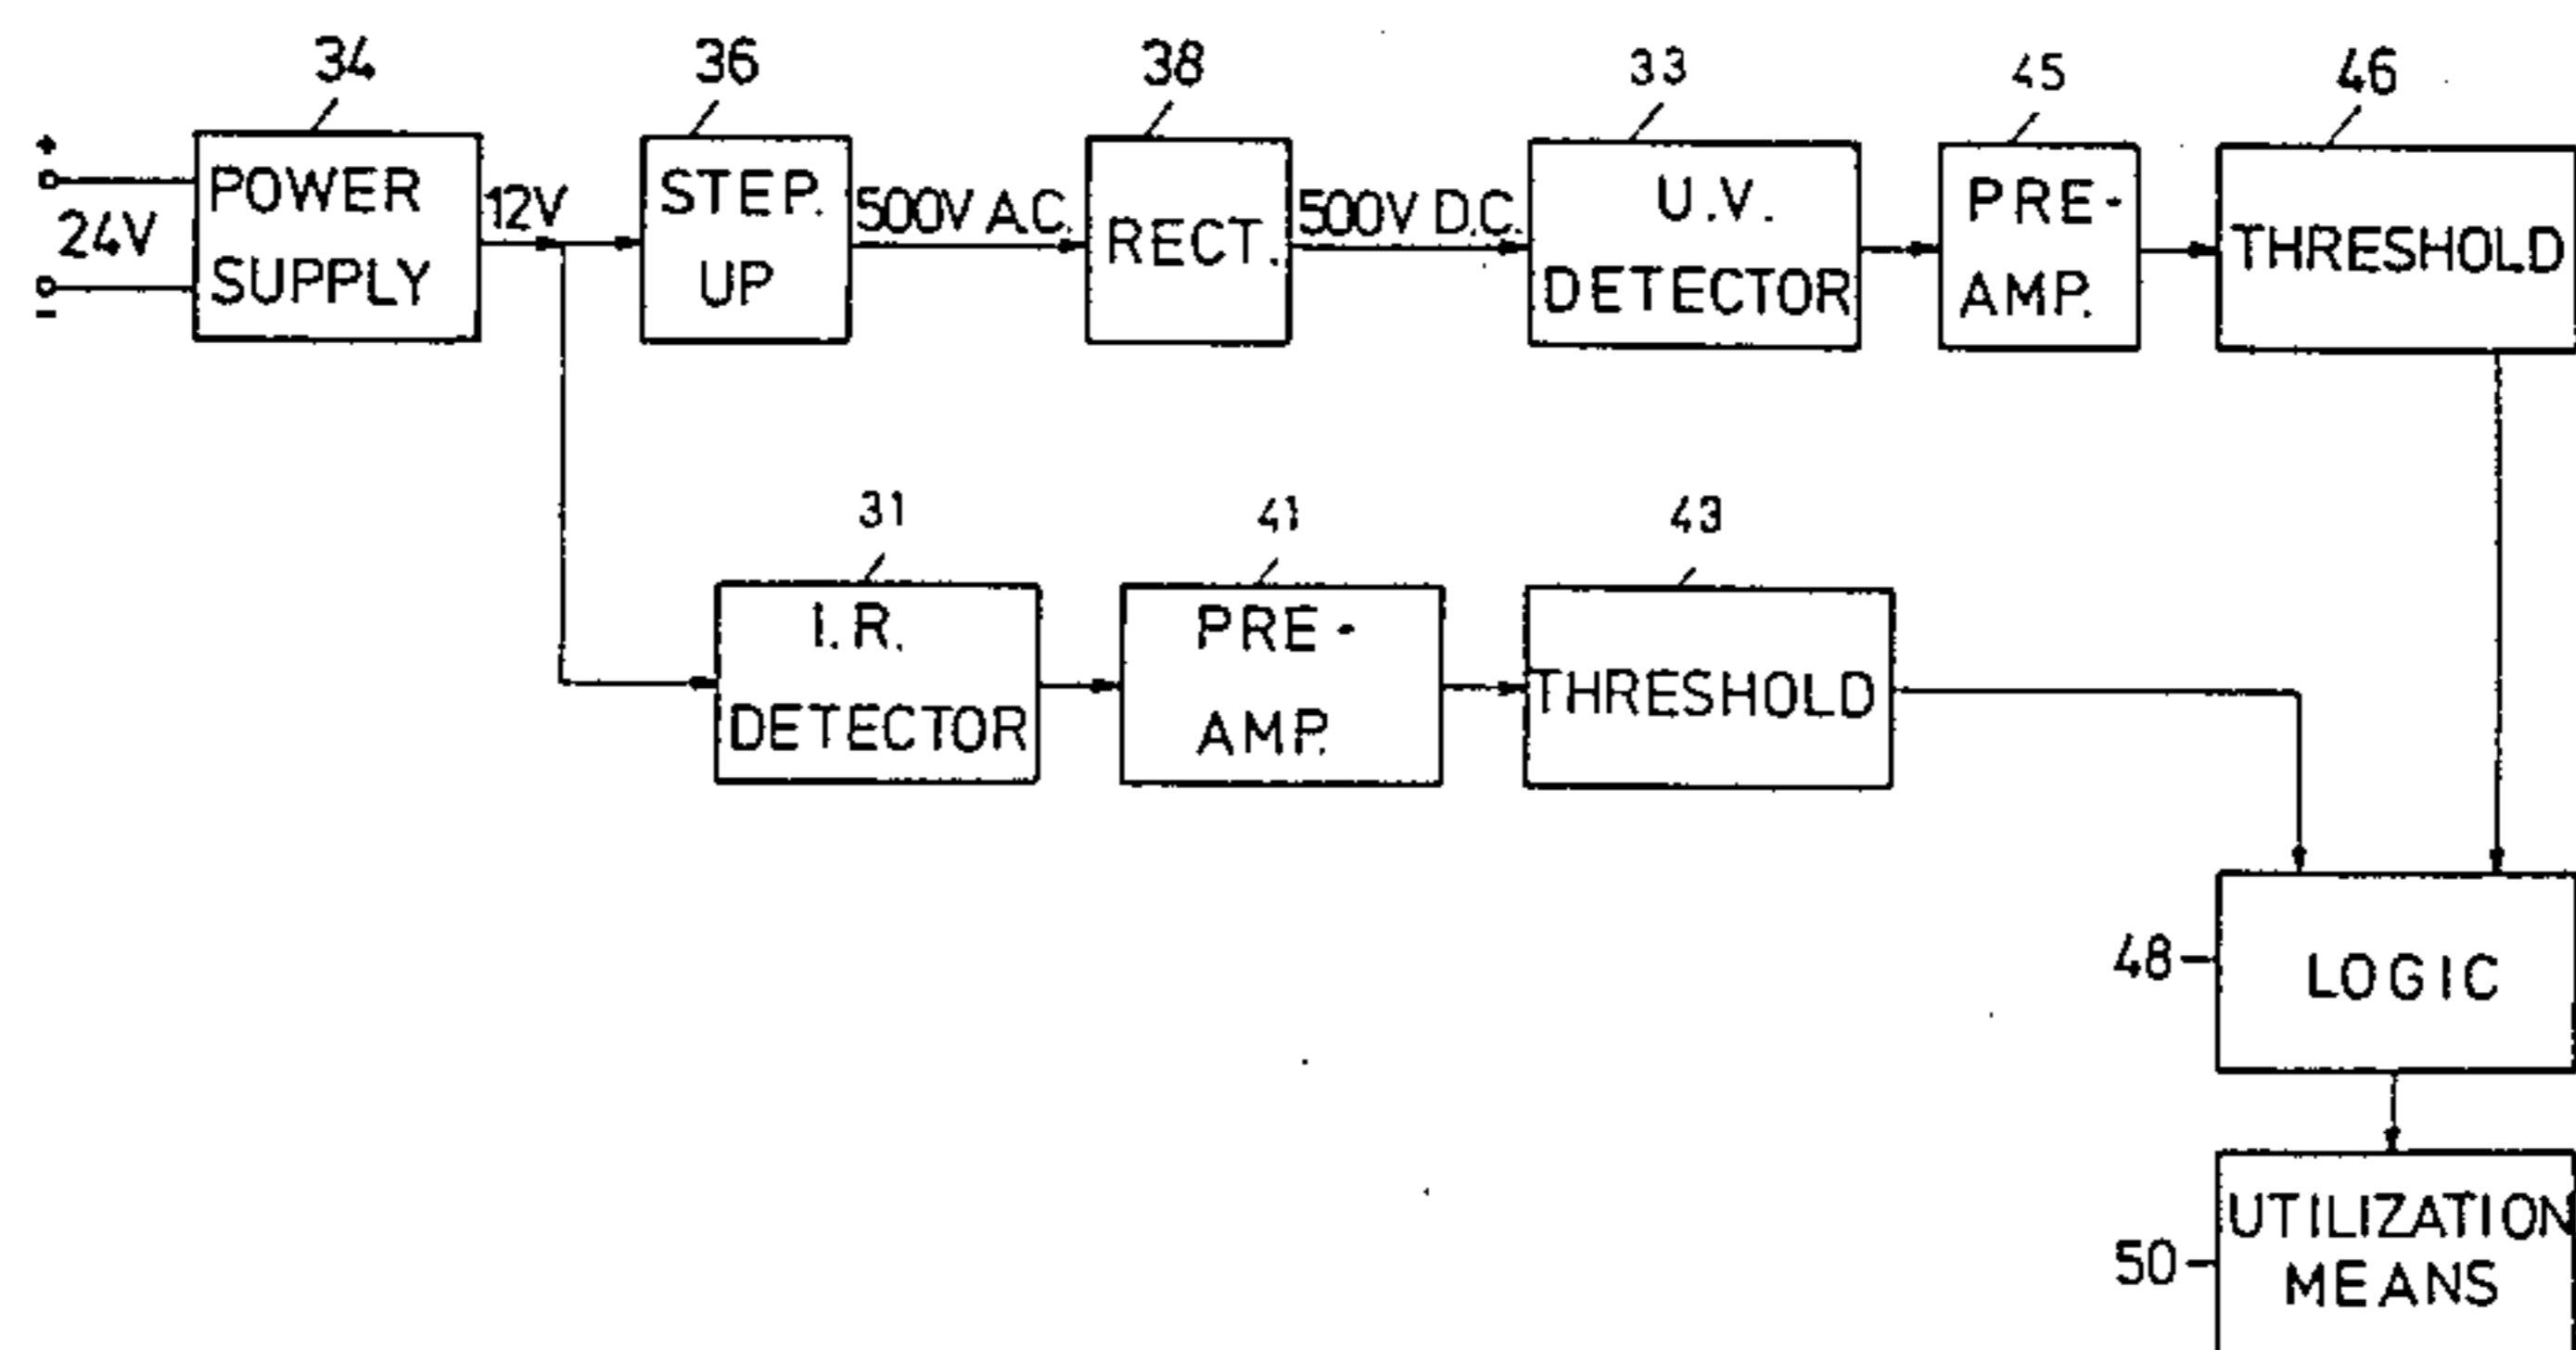 34
36
38
33
45
46
+
24V
-
POWER
SUPPLY
12V
STEP.
UP
500V A.C.
RECT.
500V D.C.
U.V.
DETECTOR
PRE-
AMP.
THRESHOLD
31
41
43
I.R.
DETECTOR
PRE-
AMP.
THRESHOLD
48
LOGIC
50
UTILIZATION
MEANS